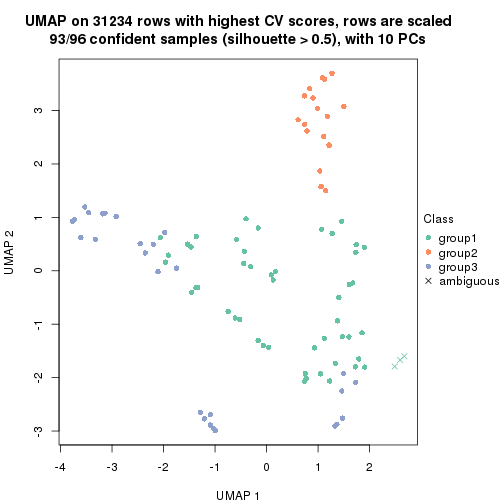 UMAP on 31234 rows with highest CV scores, rows are scaled
93/96 confident samples (silhouette > 0.5), with 10 PCs
UMAP 2
3
2
1
0
-1
-2
-3
-4
-3
-2
-1
0
1
2
UMAP 1
Class
group1
group2
group3
ambiguous